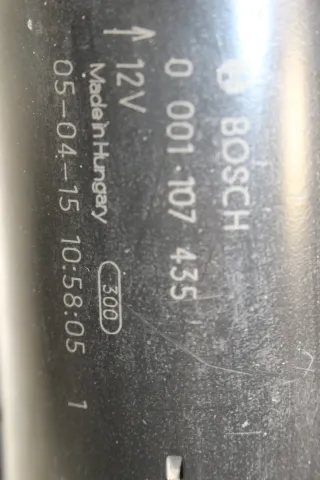 BOSCH
0 001 107 435
↑ 12V
Made in Hungary 300
05-04-15 10:58:05 1